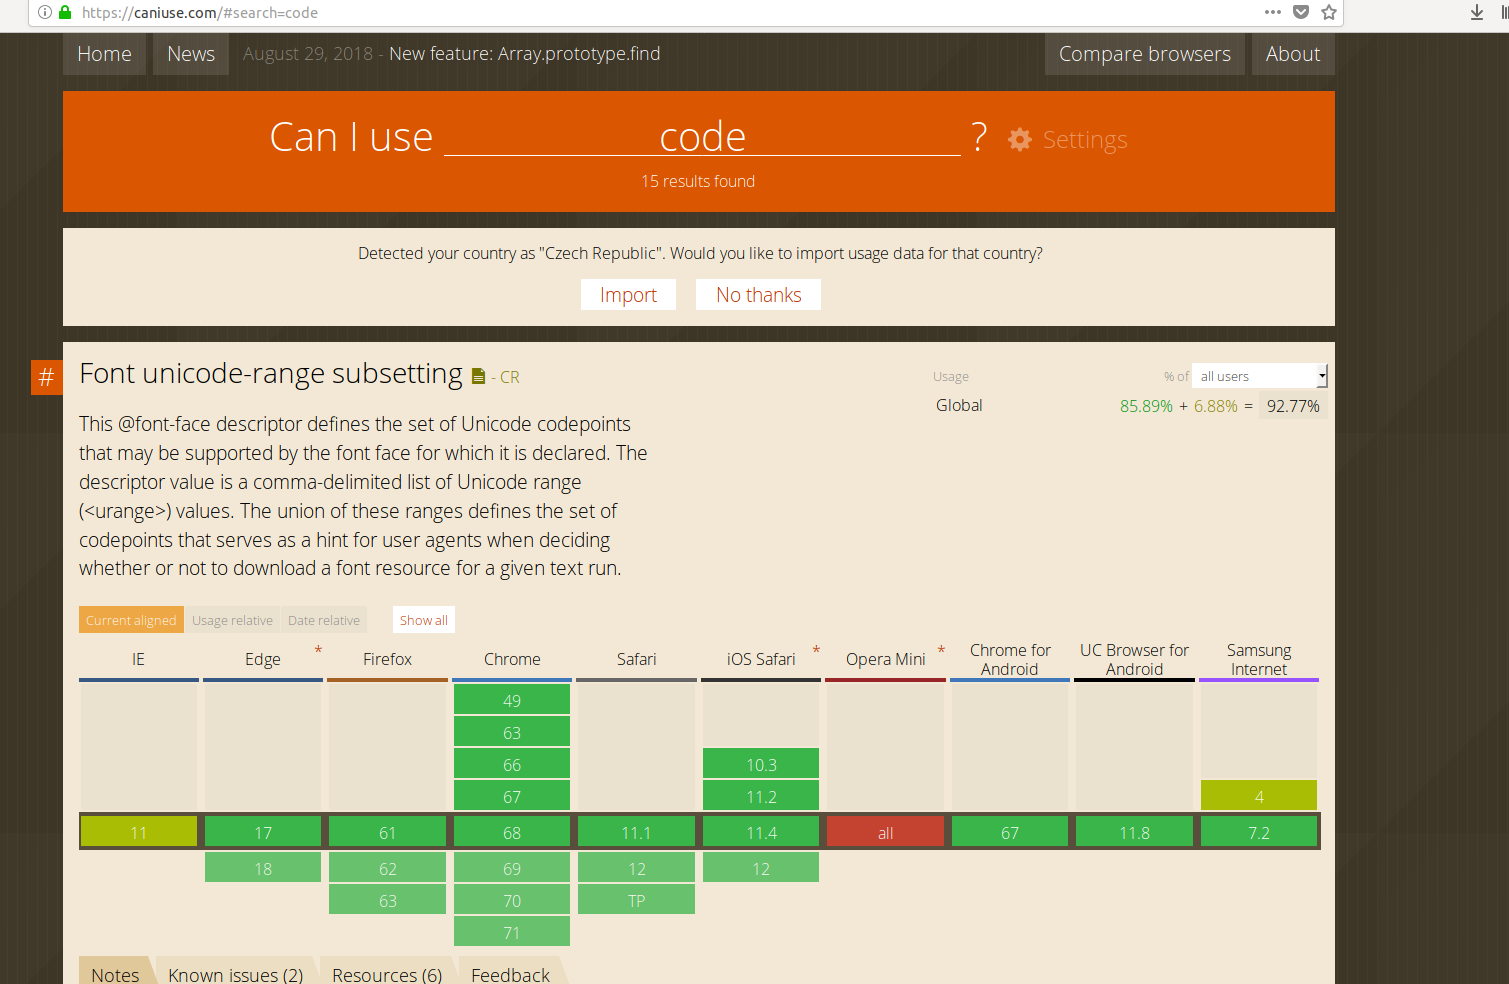 https://caniuse.com/#search=code
Home News August 29, 2018 - New feature: Array.prototype.find Compare browsers About
Can I use code ? Settings
15 results found
Detected your country as "Czech Republic". Would you like to import usage data for that country?
Import No thanks
# Font unicode-range subsetting - CR
Usage % of all users
Global 85.89% + 6.88% = 92.77%
This @font-face descriptor defines the set of Unicode codepoints
that may be supported by the font face for which it is declared. The
descriptor value is a comma-delimited list of Unicode range
(<urange>) values. The union of these ranges defines the set of
codepoints that serves as a hint for user agents when deciding
whether or not to download a font resource for a given text run.
Current aligned Usage relative Date relative Show all
IE Edge * Firefox Chrome Safari iOS Safari * Opera Mini * Chrome for Android UC Browser for Android Samsung Internet
49
63
66 10.3
67 11.2 4
11 17 61 68 11.1 11.4 all 67 11.8 7.2
18 62 69 12 12
63 70 TP
71
Notes Known issues (2) Resources (6) Feedback